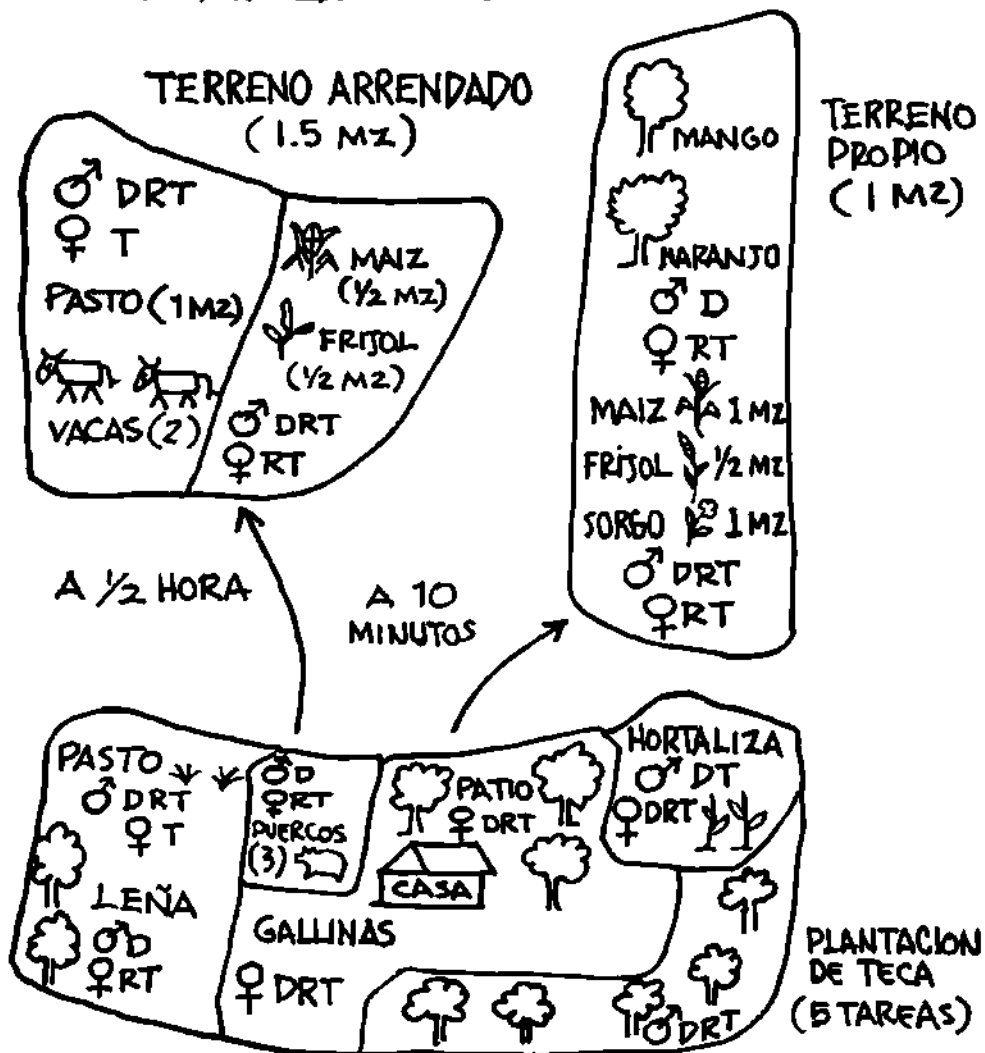 TERRENO ARRENDADO
(1.5 MZ)
♂ DRT
♀ T
PASTO (1 MZ)
VACAS (2)
MAIZ
(1/2 MZ)
FRIJOL
(1/2 MZ)
♂ DRT
♀ RT
TERRENO
PROPIO
(1 MZ)
MANGO
NARANJO
♂ D
♀ RT
MAIZ 1 MZ
FRIJOL 1/2 MZ
SORGO 1 MZ
♂ DRT
♀ RT
A 1/2 HORA
A 10
MINUTOS
PASTO
♂ DRT
♀ T
LEÑA
♂ D
♀ RT
♂ D
♀ RT
PUERCOS
(3)
PATIO
♀ DRT
CASA
GALLINAS
♀ DRT
HORTALIZA
♂ DT
♀ DRT
PLANTACION
DE TECA
(5 TAREAS)
♂ DRT